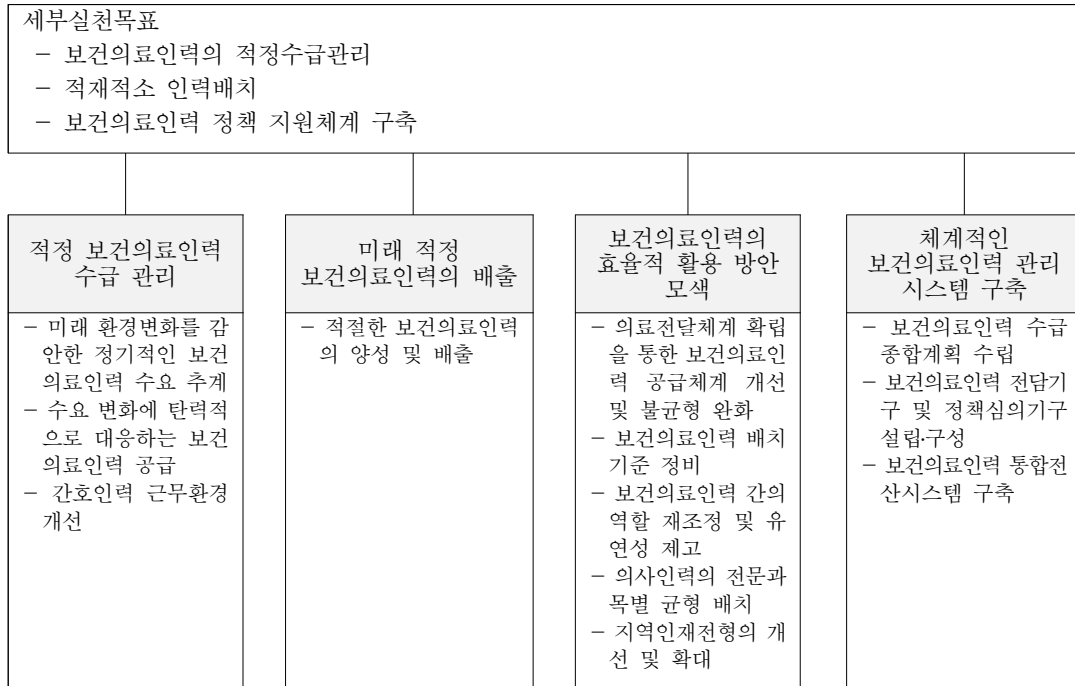 세부실천목표
– 보건의료인력의 적정수급관리
– 적재적소 인력배치
– 보건의료인력 정책 지원체계 구축
적정 보건의료인력
수급 관리
– 미래 환경변화를 감
안한 정기적인 보건
의료인력 수요 추계
– 수요 변화에 탄력적
으로 대응하는 보건
의료인력 공급
– 간호인력 근무환경
개선
미래 적정
보건의료인력의 배출
– 적절한 보건의료인력
의 양성 및 배출
보건의료인력의
효율적 활용 방안
모색
– 의료전달체계 확립
을 통한 보건의료인
력 공급체계 개선
및 불균형 완화
– 보건의료인력 배치
기준 정비
– 보건의료인력 간의
역할 재조정 및 유
연성 제고
– 의사인력의 전문과
목별 균형 배치
– 지역인재전형의 개
선 및 확대
체계적인
보건의료인력 관리
시스템 구축
– 보건의료인력 수급
종합계획 수립
– 보건의료인력 전담기
구 및 정책심의기구
설립·구성
– 보건의료인력 통합전
산시스템 구축